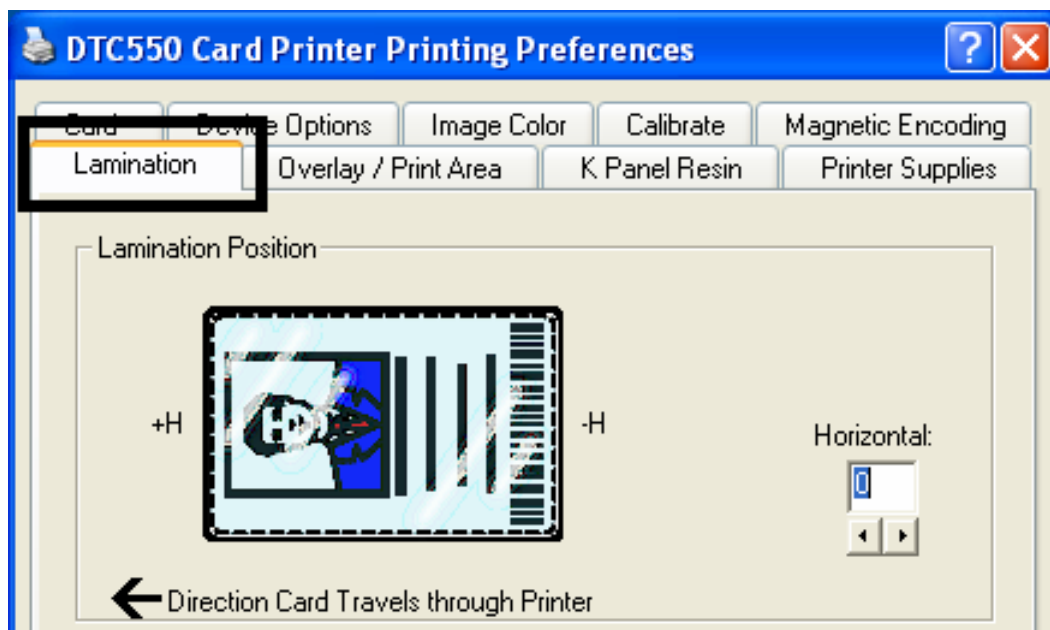 DTC550 Card Printer Printing Preferences
Card Device Options Image Color Calibrate Magnetic Encoding
Lamination Overlay / Print Area K Panel Resin Printer Supplies
Lamination Position
+H
-H
Horizontal:
0
Direction Card Travels through Printer